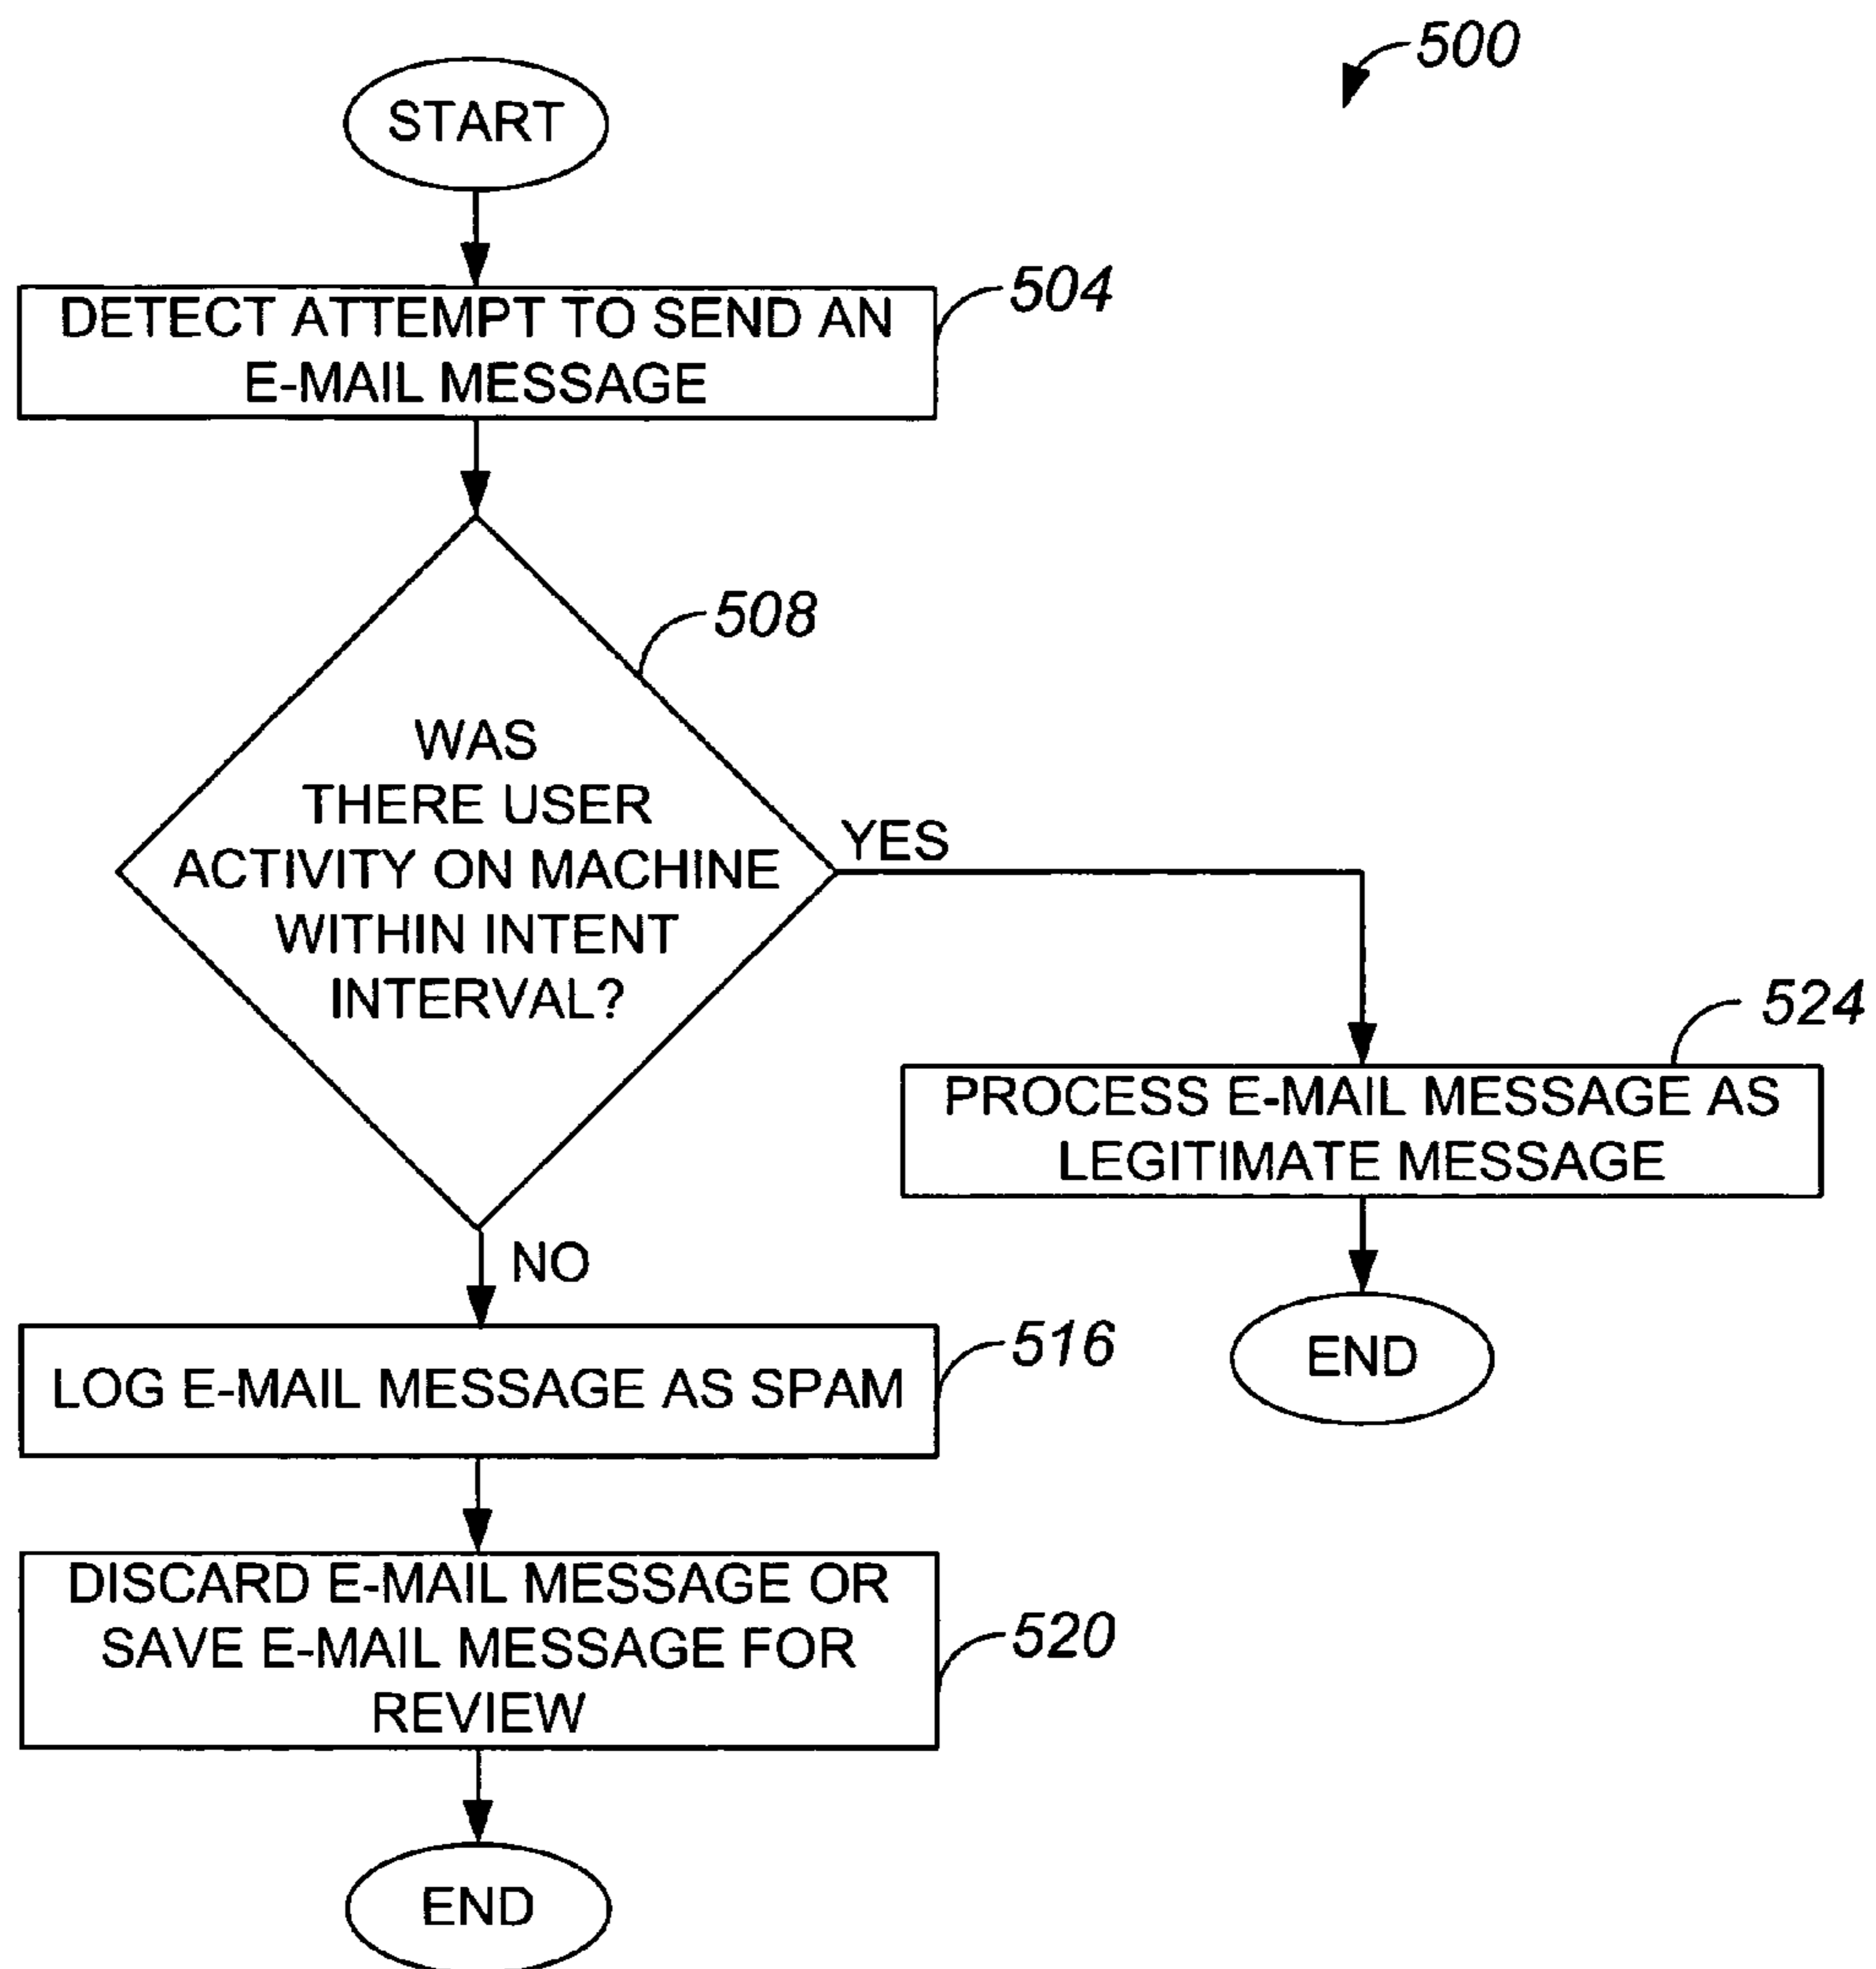 500
START
DETECT ATTEMPT TO SEND AN
E-MAIL MESSAGE
504
508
WAS
THERE USER
ACTIVITY ON MACHINE
WITHIN INTENT
INTERVAL?
YES
524
PROCESS E-MAIL MESSAGE AS
LEGITIMATE MESSAGE
END
NO
LOG E-MAIL MESSAGE AS SPAM
516
DISCARD E-MAIL MESSAGE OR
SAVE E-MAIL MESSAGE FOR
REVIEW
520
END